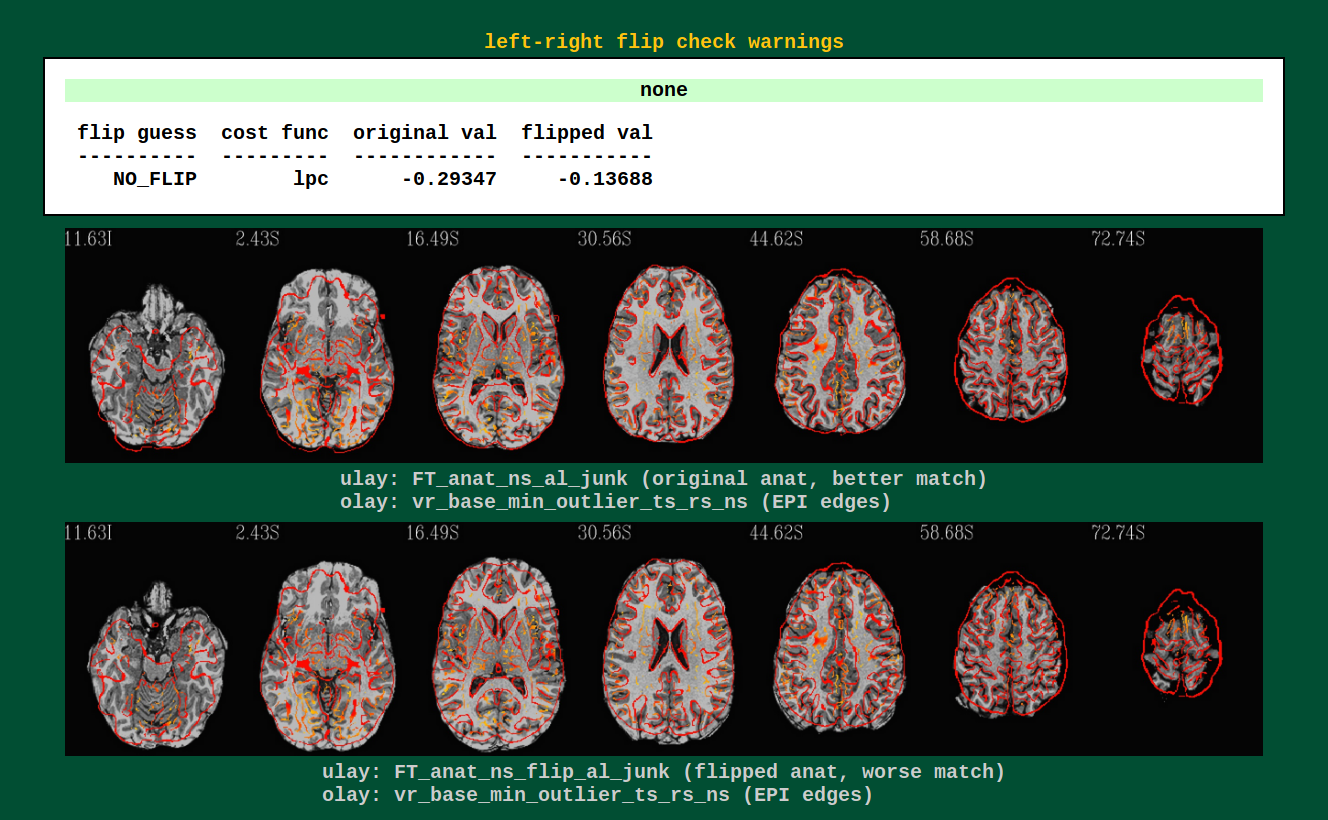 left-right flip check warnings
none
flip guess  cost func  original val  flipped val
----------  ---------  ------------  -----------
NO_FLIP  lpc  -0.29347  -0.13688
11.63I 2.43S 16.49S 30.56S 44.62S 58.68S 72.74S
ulay: FT_anat_ns_al_junk (original anat, better match)
olay: vr_base_min_outlier_ts_rs_ns (EPI edges)
11.63I 2.43S 16.49S 30.56S 44.62S 58.68S 72.74S
ulay: FT_anat_ns_flip_al_junk (flipped anat, worse match)
olay: vr_base_min_outlier_ts_rs_ns (EPI edges)